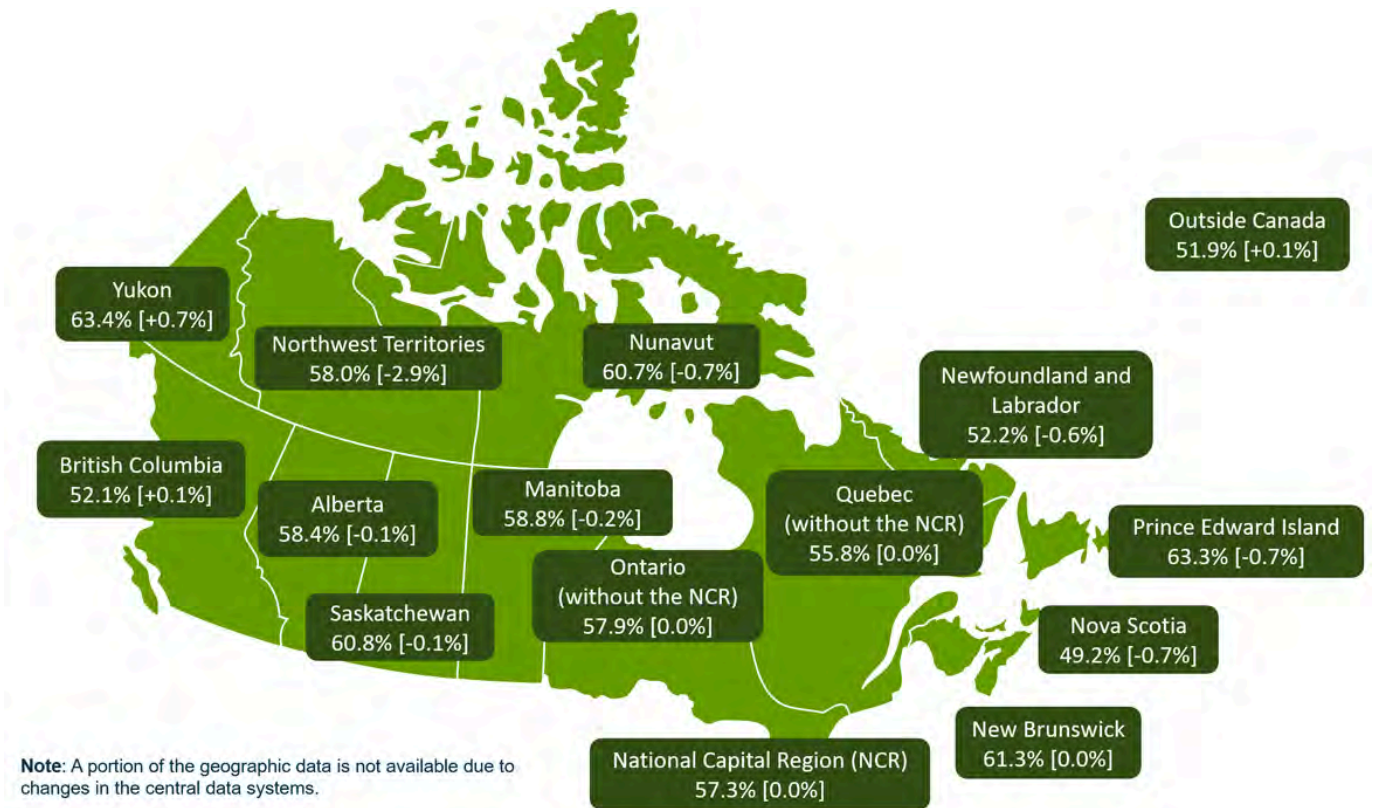 Outside Canada
51.9% [+0.1%]
Yukon
63.4% [+0.7%]
Northwest Territories
58.0% [-2.9%]
Nunavut
60.7% [-0.7%]
Newfoundland and
Labrador
52.2% [-0.6%]
British Columbia
52.1% [+0.1%]
Alberta
58.4% [-0.1%]
Manitoba
58.8% [-0.2%]
Quebec
(without the NCR)
55.8% [0.0%]
Prince Edward Island
63.3% [-0.7%]
Ontario
(without the NCR)
57.9% [0.0%]
Saskatchewan
60.8% [-0.1%]
Nova Scotia
49.2% [-0.7%]
New Brunswick
61.3% [0.0%]
National Capital Region (NCR)
57.3% [0.0%]
Note: A portion of the geographic data is not available due to
changes in the central data systems.